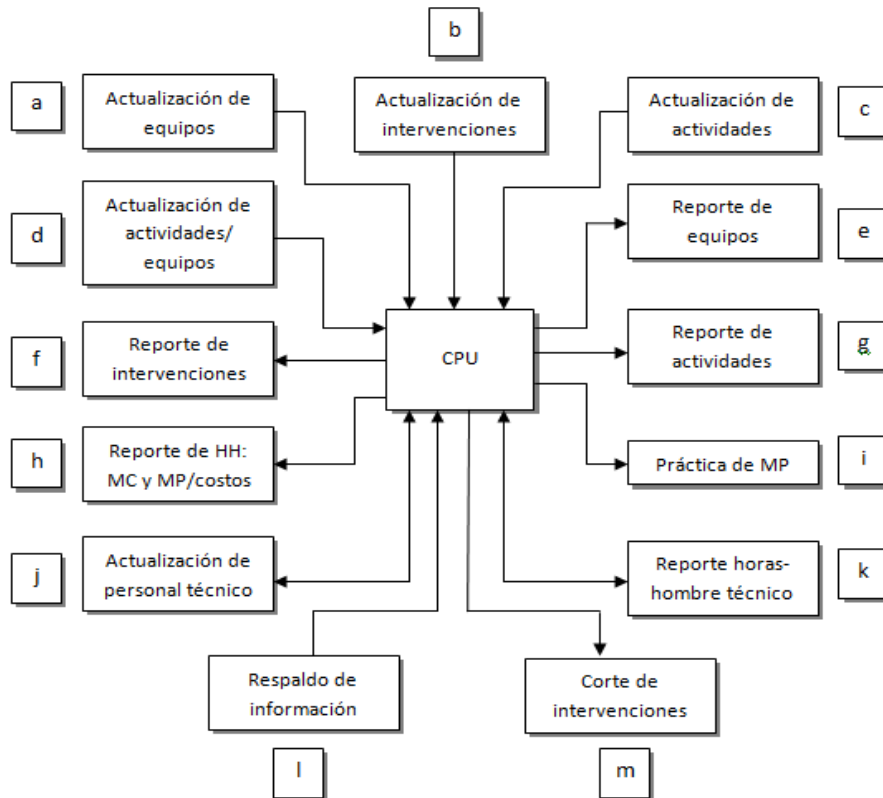 b
a
Actualización de
equipos
Actualización de
intervenciones
Actualización de
actividades
c
d
Actualización de
actividades/
equipos
Reporte de
equipos
e
CPU
f
Reporte de
intervenciones
Reporte de
actividades
g
h
Reporte de HH:
MC y MP/costos
Práctica de MP
i
j
Actualización de
personal técnico
Reporte horas-
hombre técnico
k
Respaldo de
información
Corte de
intervenciones
l
m